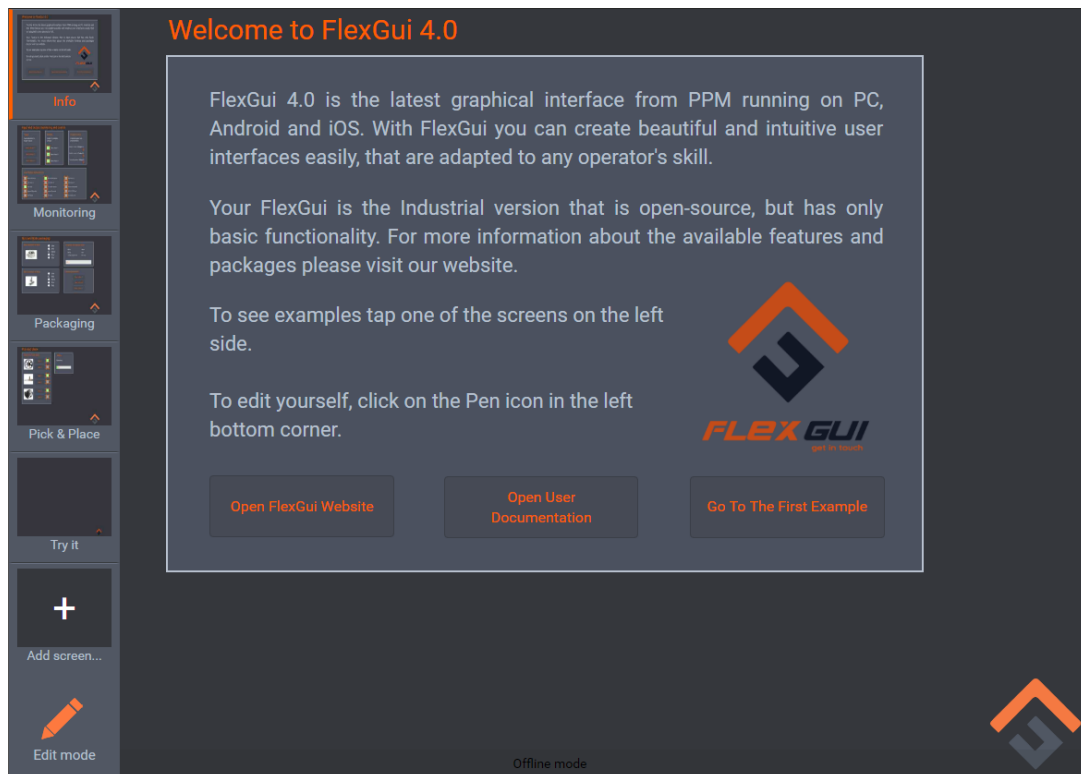 Info
Monitoring
Packaging
Pick & Place
Try it
Add screen...
Edit mode
Welcome to FlexGui 4.0
FlexGui 4.0 is the latest graphical interface from PPM running on PC,
Android and iOS. With FlexGui you can create beautiful and intuitive user
interfaces easily, that are adapted to any operator's skill.
Your FlexGui is the Industrial version that is open-source, but has only
basic functionality. For more information about the available features and
packages please visit our website.
To see examples tap one of the screens on the left
side.
To edit yourself, click on the Pen icon in the left
bottom corner.
FLEX GUI
get in touch
Open FlexGui Website
Open User
Documentation
Go To The First Example
Offline mode